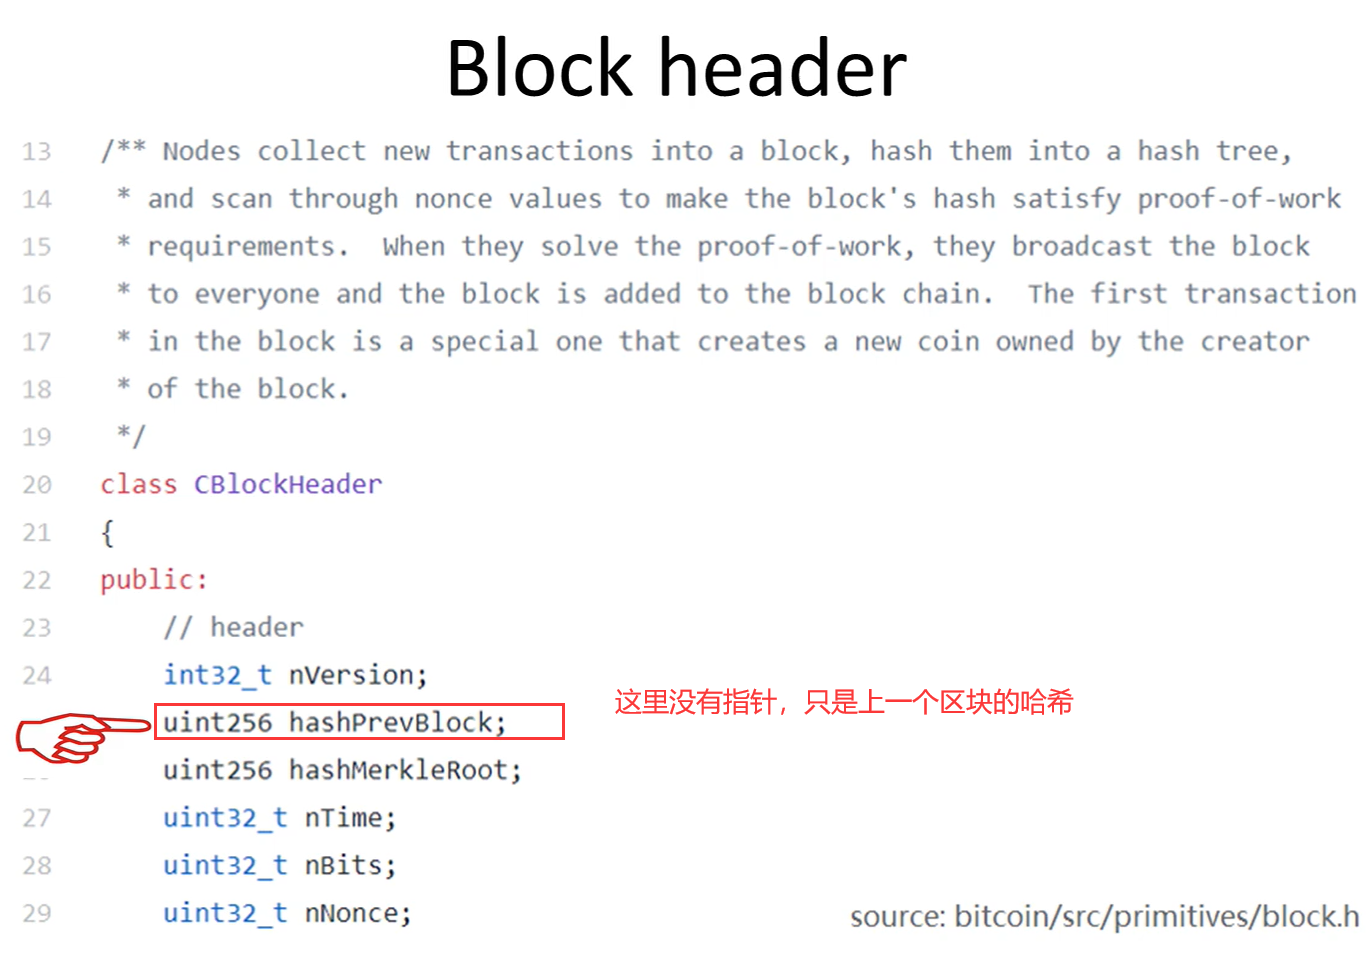 Block header
13 /** Nodes collect new transactions into a block, hash them into a hash tree,
14 * and scan through nonce values to make the block's hash satisfy proof-of-work
15 * requirements.  When they solve the proof-of-work, they broadcast the block
16 * to everyone and the block is added to the block chain.  The first transaction
17 * in the block is a special one that creates a new coin owned by the creator
18 * of the block.
19 */
20 class CBlockHeader
21 {
22 public:
23 // header
24 int32_t nVersion;
uint256 hashPrevBlock;
这里没有指针，只是上一个区块的哈希
uint256 hashMerkleRoot;
27 uint32_t nTime;
28 uint32_t nBits;
29 uint32_t nNonce;
source: bitcoin/src/primitives/block.h